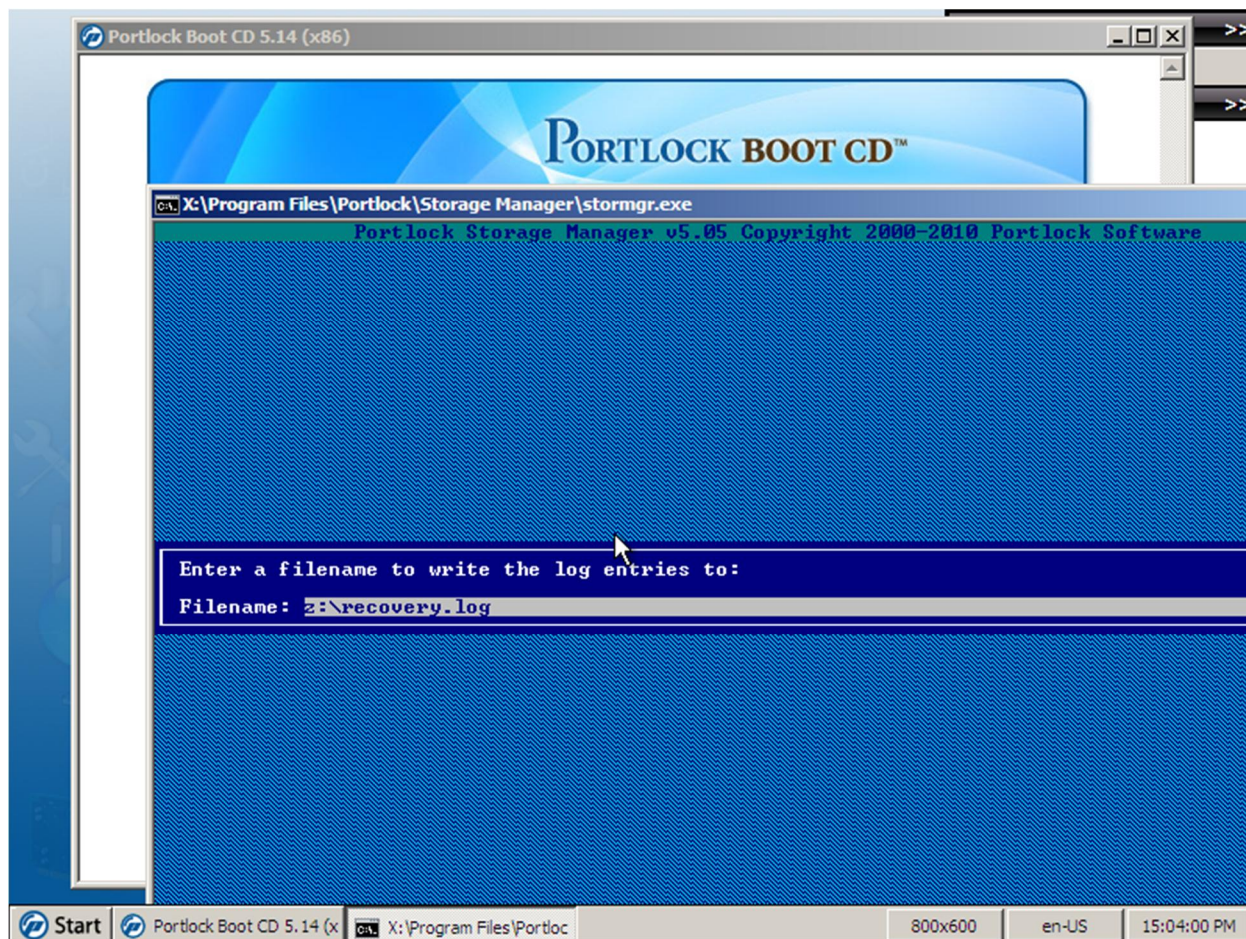 Portlock Boot CD 5.14 (x86)
>>
>>
PORTLOCK BOOT CD™
C:\. X:\Program Files\Portlock\Storage Manager\stormgr.exe
Portlock Storage Manager v5.05 Copyright 2000-2010 Portlock Software
Enter a filename to write the log entries to:
Filename: z:\recovery.log
Start
Portlock Boot CD 5.14 (x
C:\. X:\Program Files\Portloc
800x600
en-US
15:04:00 PM